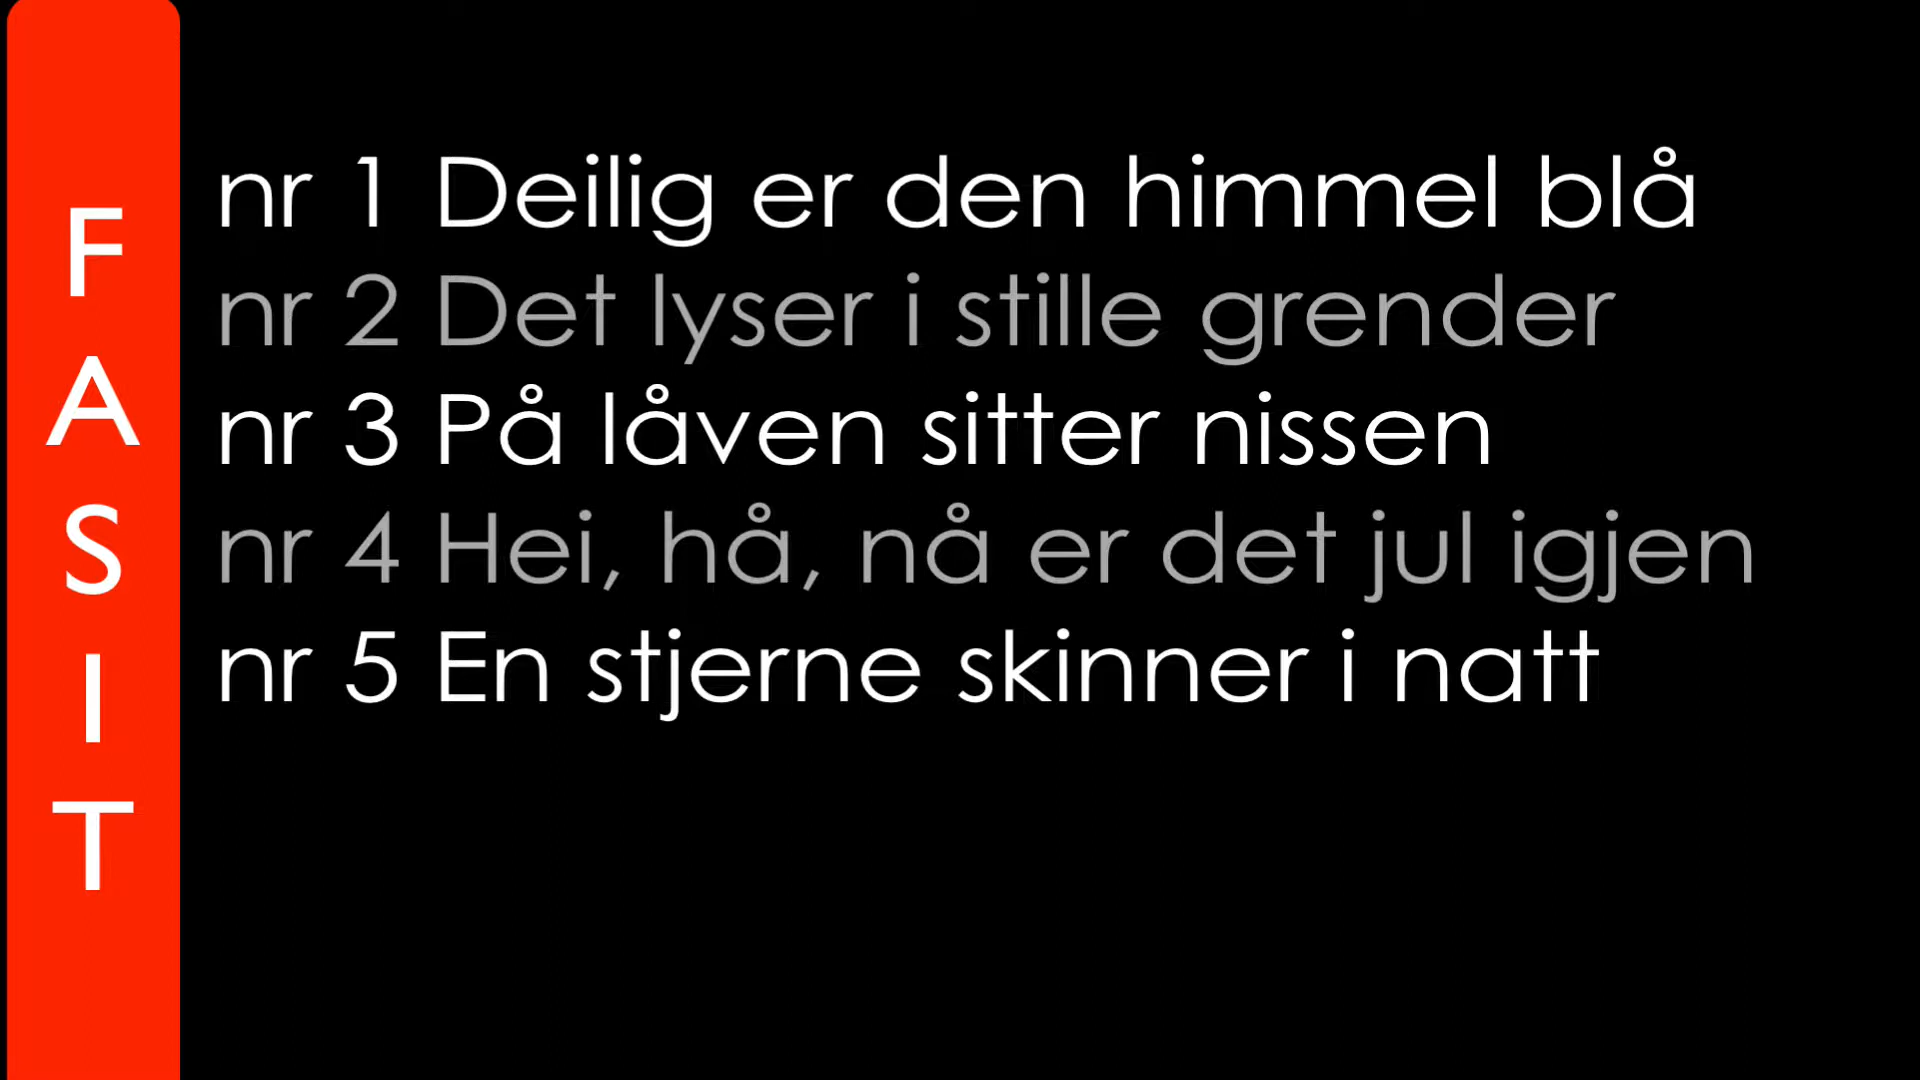 FASIT
nr 1 Deilig er den himmel blå
nr 2 Det lyser i stille grender
nr 3 På låven sitter nissen
nr 4 Hei, hå, nå er det jul igjen
nr 5 En stjerne skinner i natt